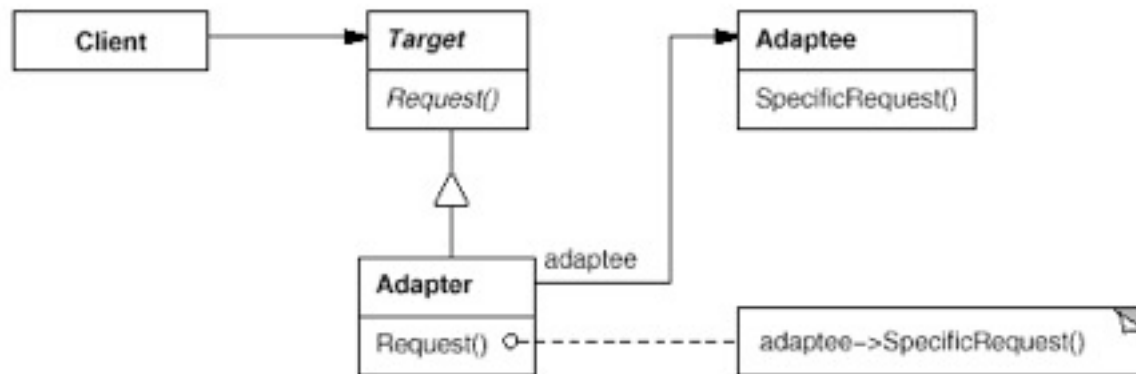 Client
Target
Request()
Adaptee
SpecificRequest()
adaptee
Adapter
Request()
adaptee->SpecificRequest()